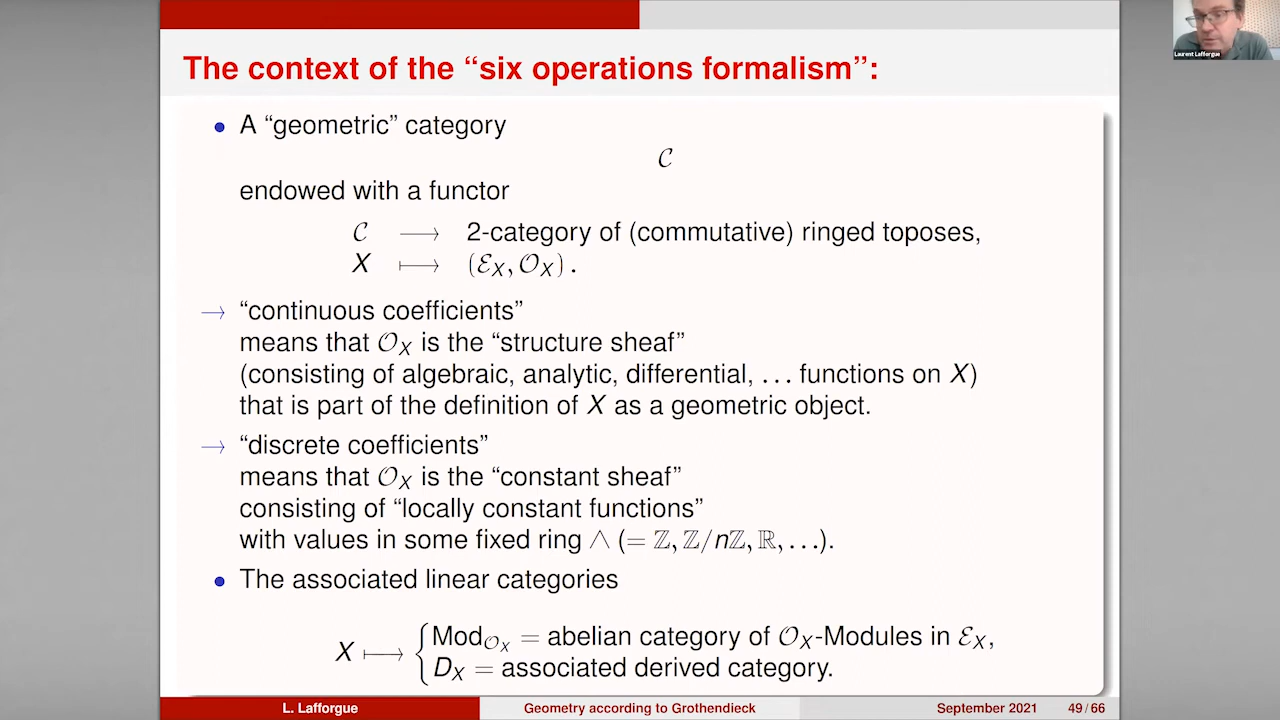 Laurent Lafforgue
The context of the “six operations formalism”:
• A “geometric” category
𝒞
endowed with a functor
𝒞 ⟶ 2-category of (commutative) ringed toposes,
X ⟼ (ℰ_X, 𝒪_X) .
→ “continuous coefficients”
means that 𝒪_X is the “structure sheaf”
(consisting of algebraic, analytic, differential, … functions on X)
that is part of the definition of X as a geometric object.
→ “discrete coefficients”
means that 𝒪_X is the “constant sheaf”
consisting of “locally constant functions”
with values in some fixed ring ∧ (= ℤ, ℤ/nℤ, ℝ, …).
• The associated linear categories
X ⟼ { Mod_{𝒪_X} = abelian category of 𝒪_X-Modules in ℰ_X,
D_X = associated derived category.
L. Lafforgue Geometry according to Grothendieck September 2021 49 / 66